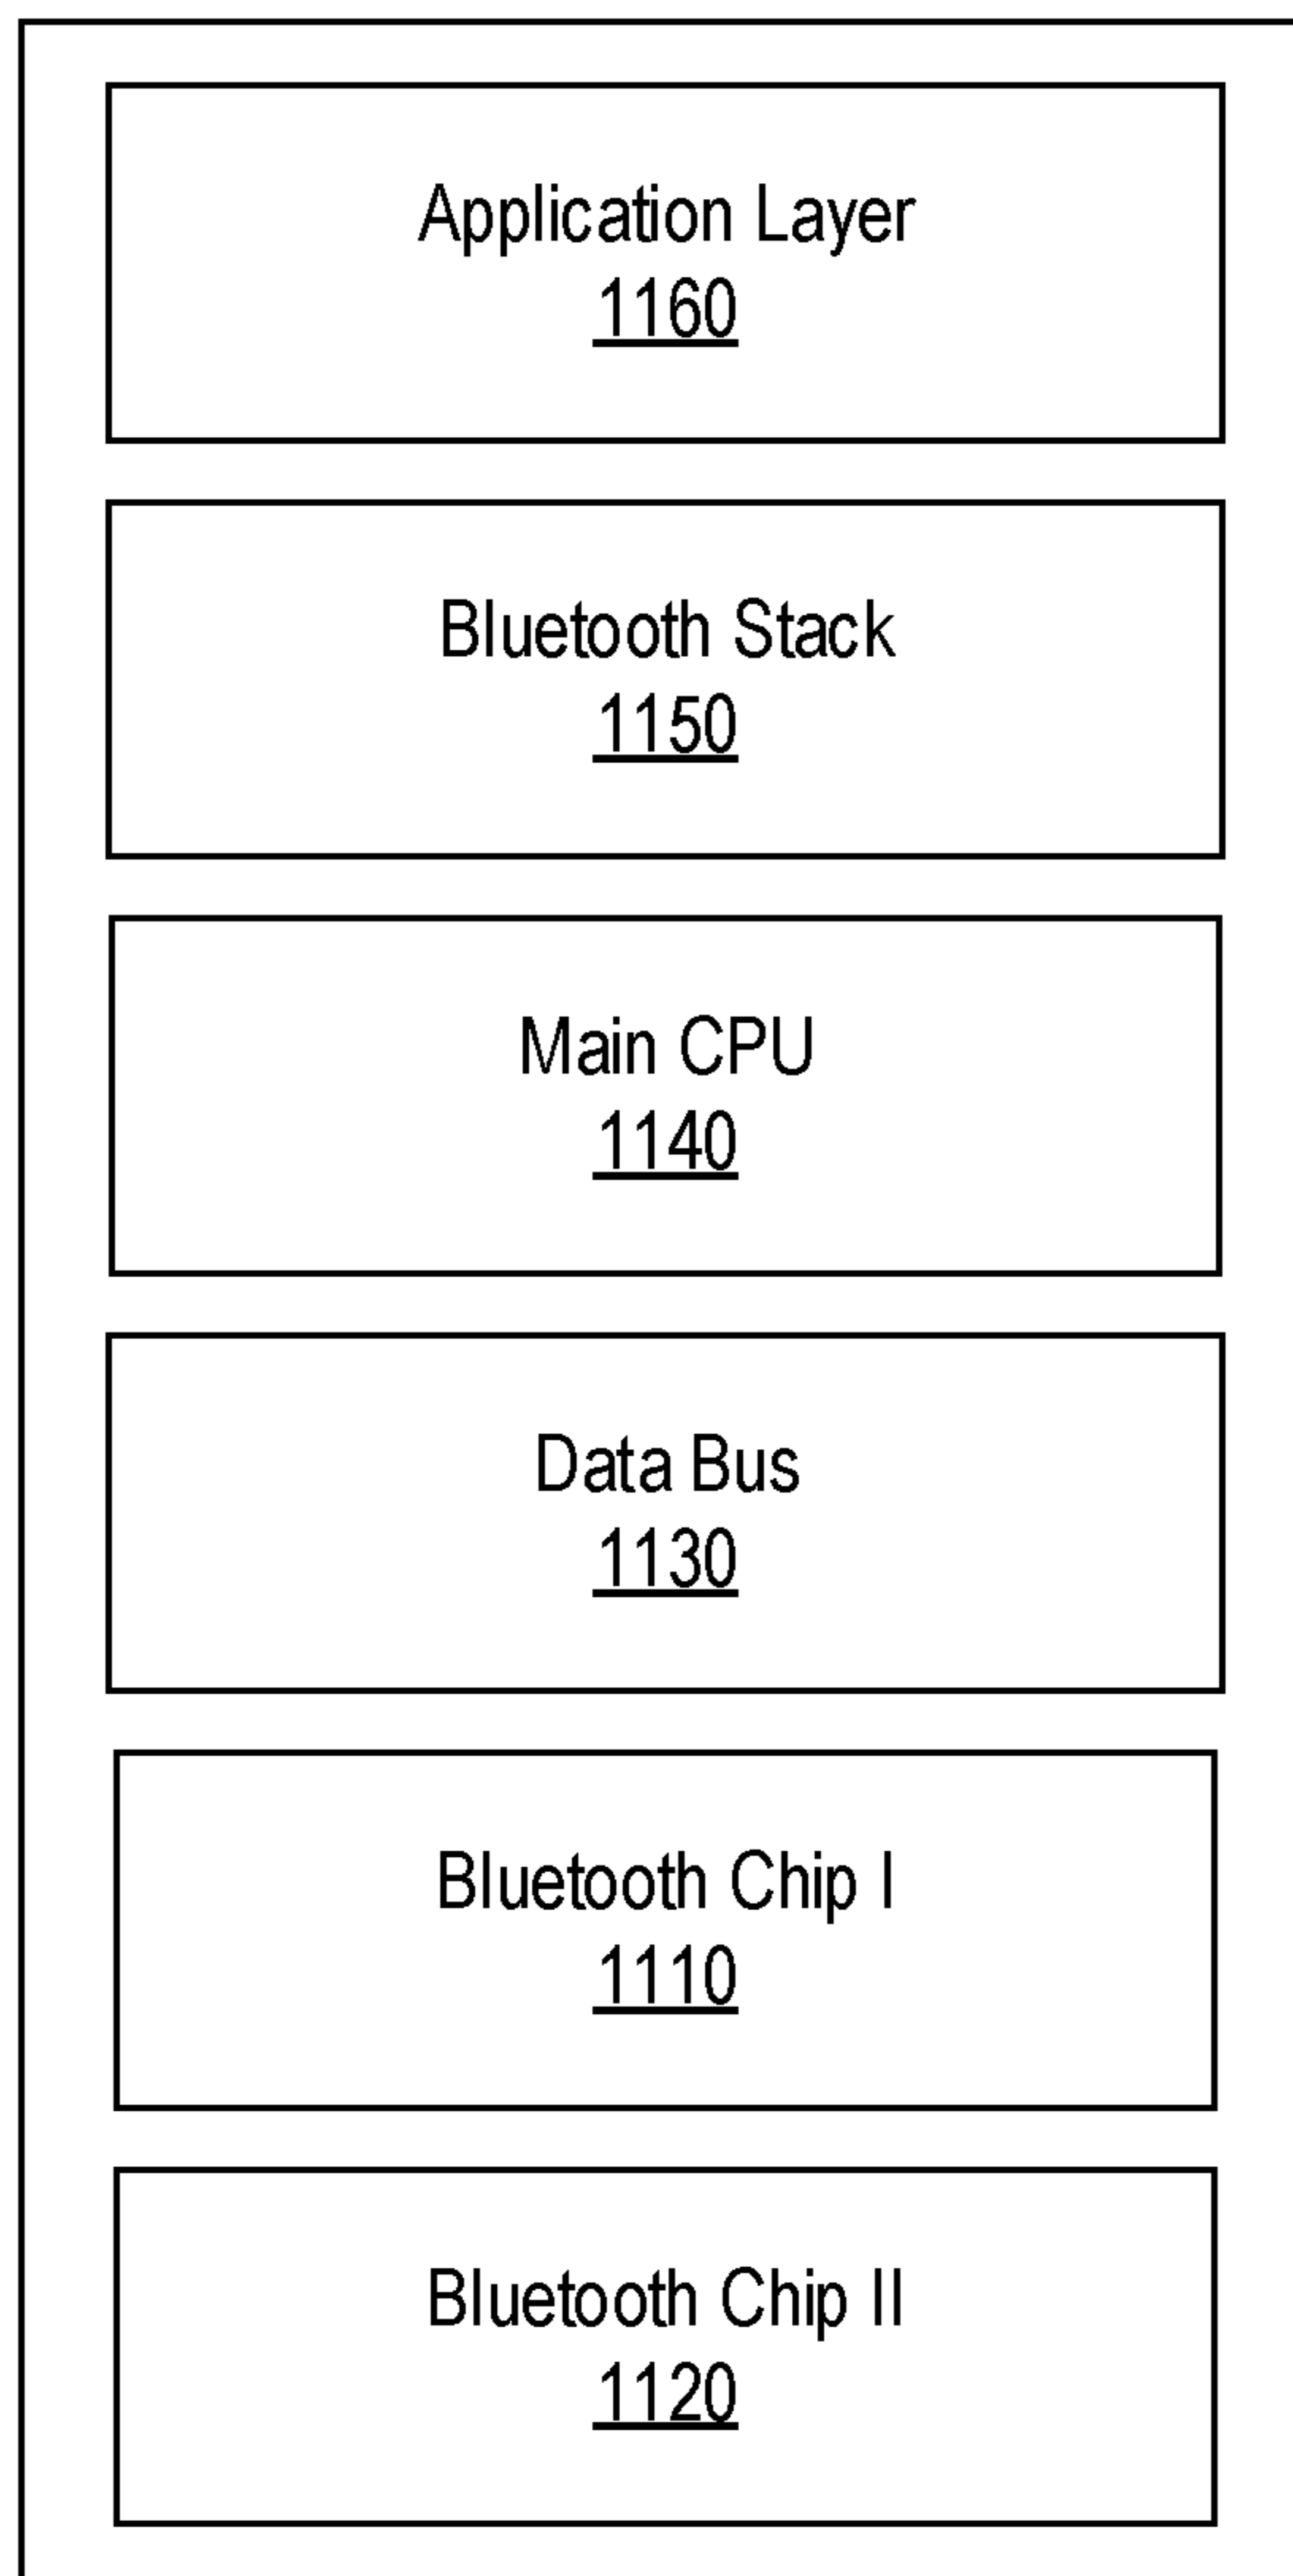 Application Layer
1160
Bluetooth Stack
1150
Main CPU
1140
Data Bus
1130
Bluetooth Chip I
1110
Bluetooth Chip II
1120